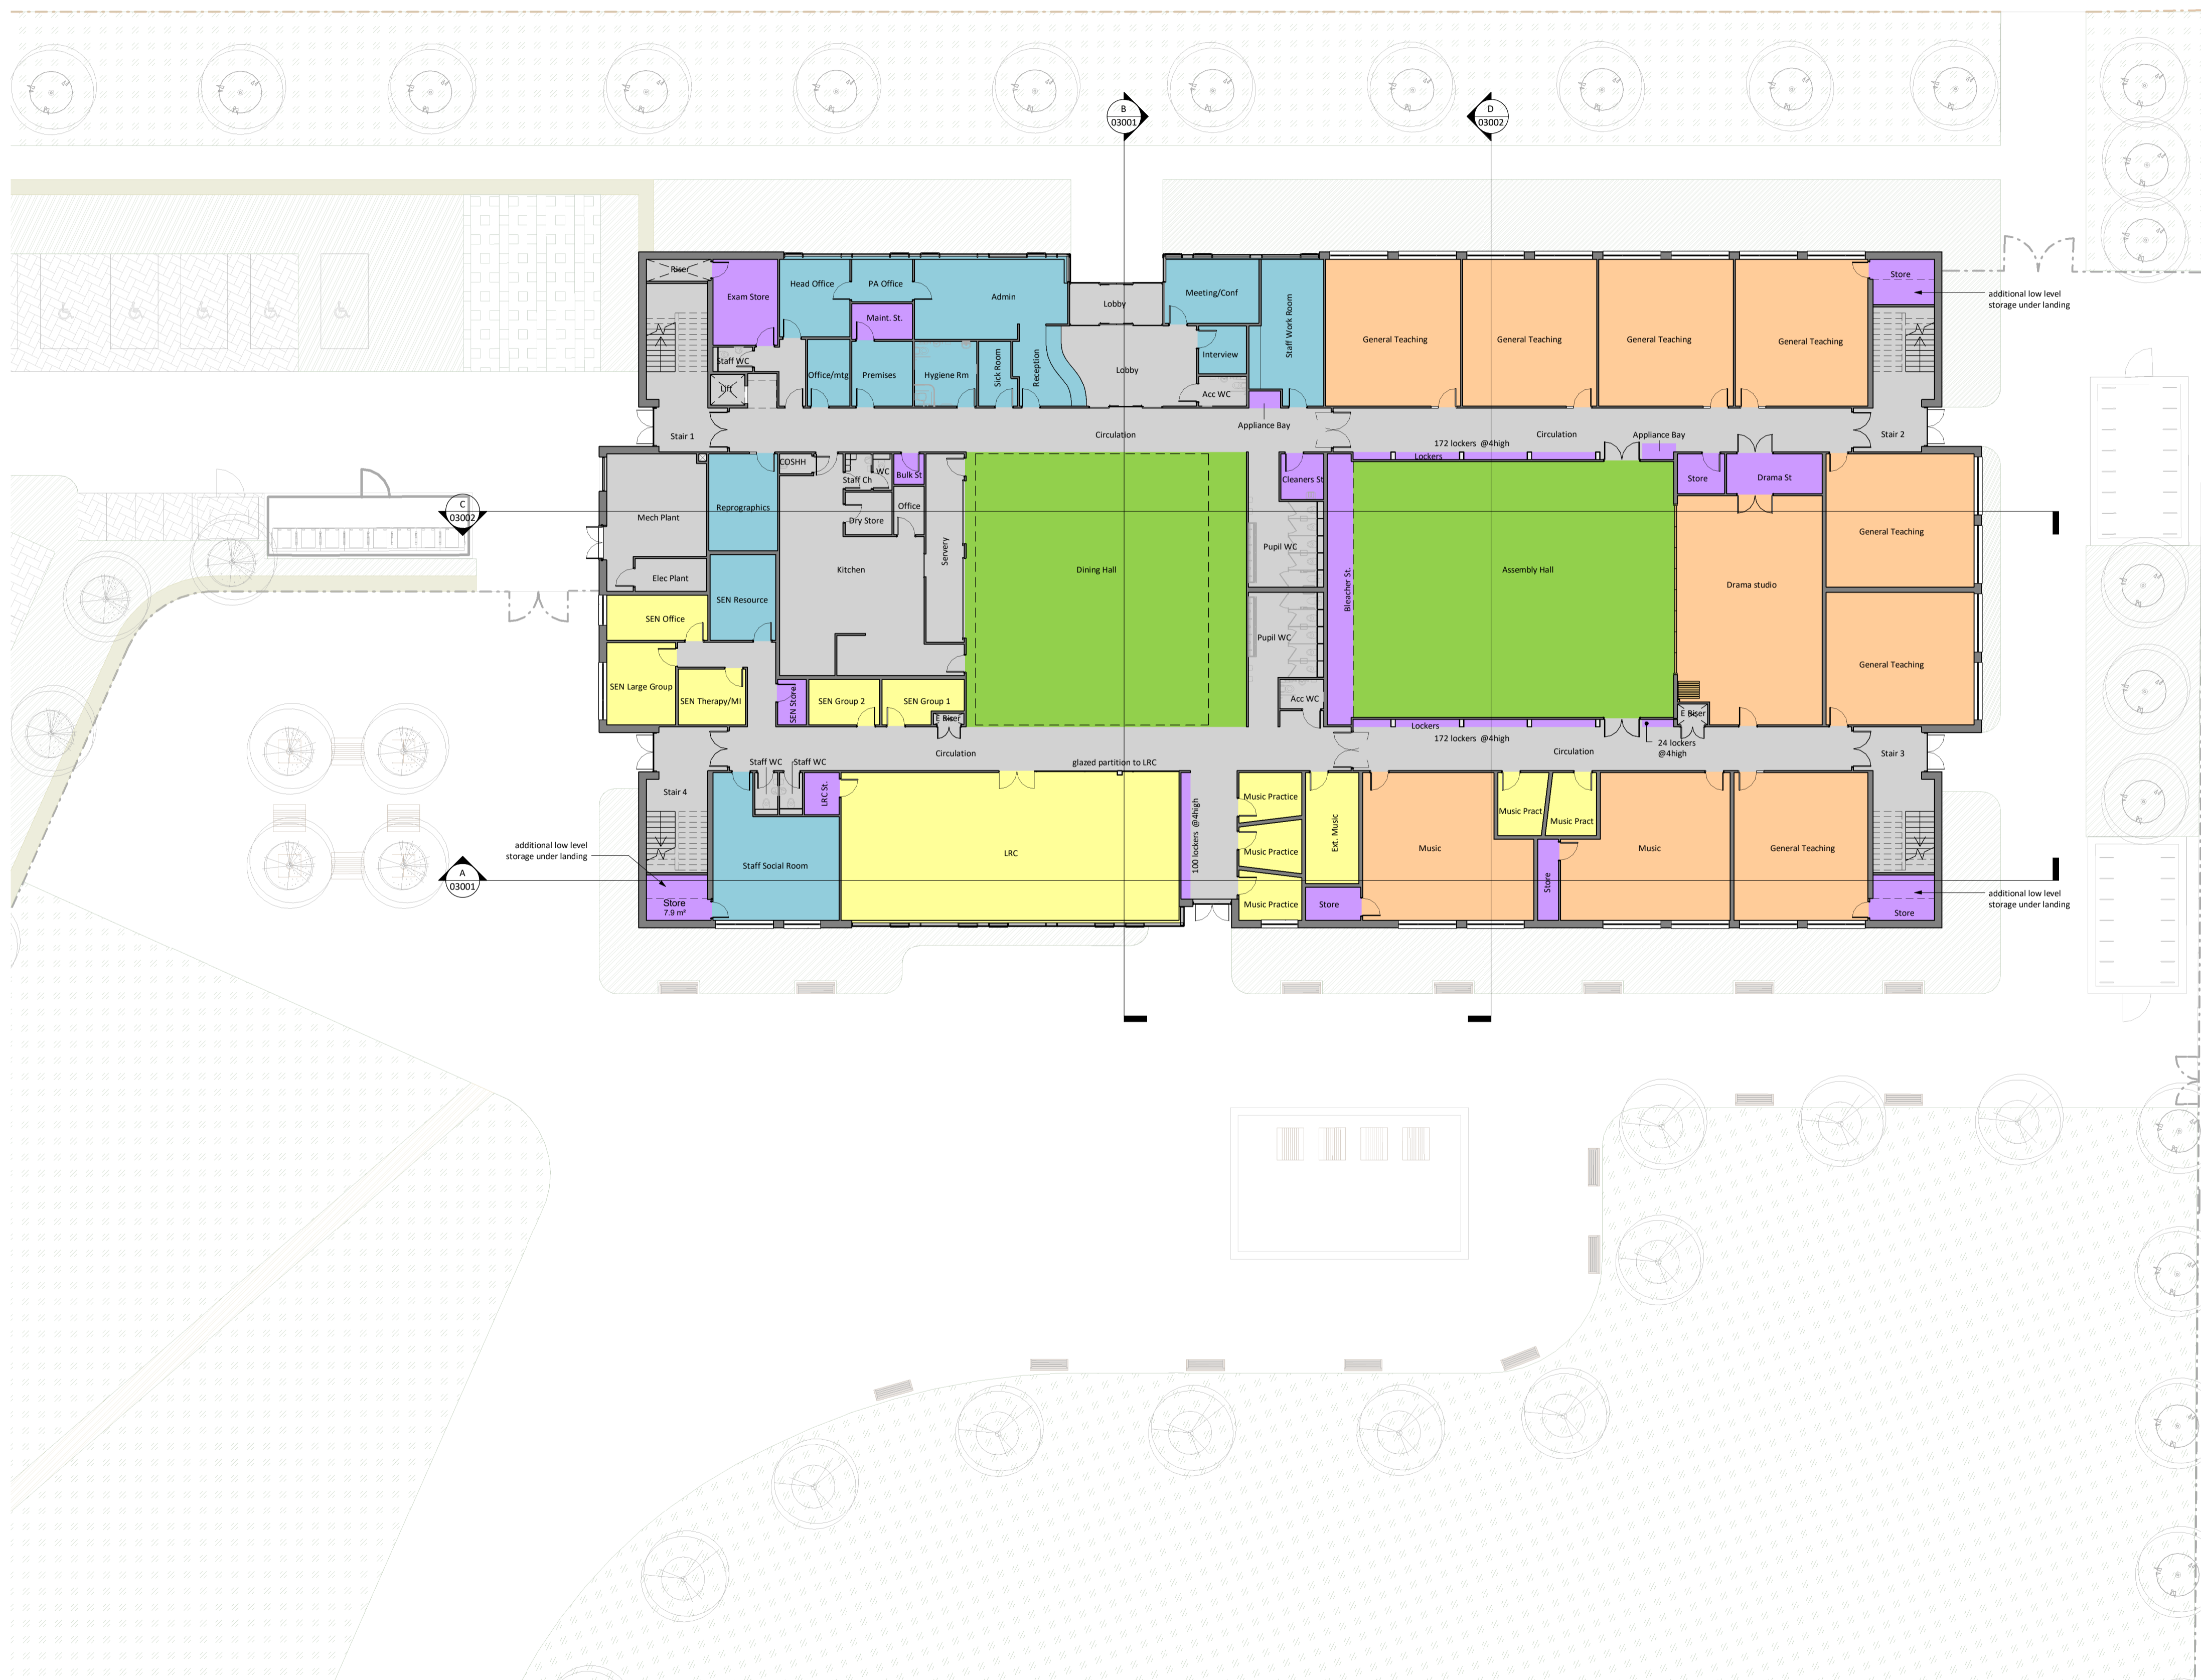 B
03001
D
03002
Riser
Exam Store
Head Office
PA Office
Maint. St.
Admin
Lobby
Meeting/Conf
Staff Work Room
General Teaching
General Teaching
General Teaching
General Teaching
Store
additional low level
storage under landing
Staff WC
Lift
Office/mtg
Premises
Hygiene Rm
Sick Room
Reception
Lobby
Interview
Acc WC
Appliance Bay
Stair 1
Circulation
172 lockers @4high
Circulation
Appliance Bay
Stair 2
Lockers
COSHH
Staff Ch
WC
Bulk St
Cleaners St
Store
Drama St
C
03002
Mech Plant
Reprographics
Dry Store
Office
Servery
Pupil WC
General Teaching
Elec Plant
Kitchen
Dining Hall
Bleacher St.
Assembly Hall
Drama studio
SEN Office
SEN Resource
Pupil WC
General Teaching
SEN Large Group
SEN Therapy/MI
SEN Store
SEN Group 2
SEN Group 1
E Riser
Acc WC
E Riser
Lockers
172 lockers @4high
24 lockers
@4high
Circulation
Circulation
Stair 3
Staff WC
Staff WC
glazed partition to LRC
Stair 4
LRC St.
100 lockers @4high
Music Practice
Music Practice
Music Practice
Ext. Music
Music
Music Pract
Music Pract
Music
General Teaching
additional low level
storage under landing
Staff Social Room
LRC
A
03001
Store
7.9 m²
Store
Store
Store
additional low level
storage under landing